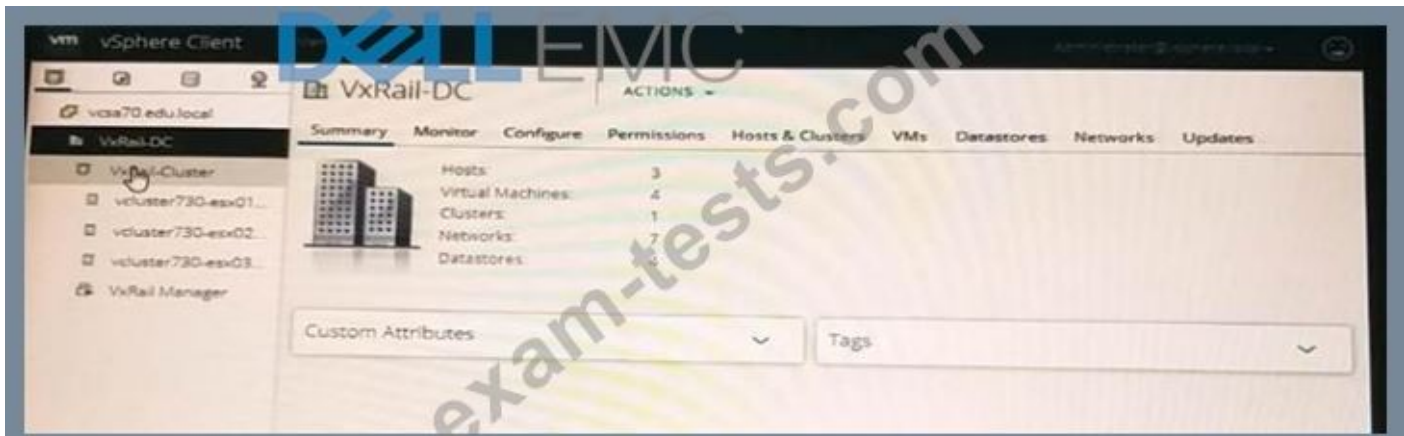 DELL EMC
vm vSphere Client
vcsa70.edu.local
VxRail-DC
VxRail-Cluster
vcluster730-esx01...
vcluster730-esx02...
vcluster730-esx03...
VxRail Manager
VxRail-DC
ACTIONS
Summary Monitor Configure Permissions Hosts & Clusters VMs Datastores Networks Updates
Hosts: 3
Virtual Machines: 4
Clusters: 1
Networks: 7
Datastores:
Custom Attributes
Tags
exam-tests.com